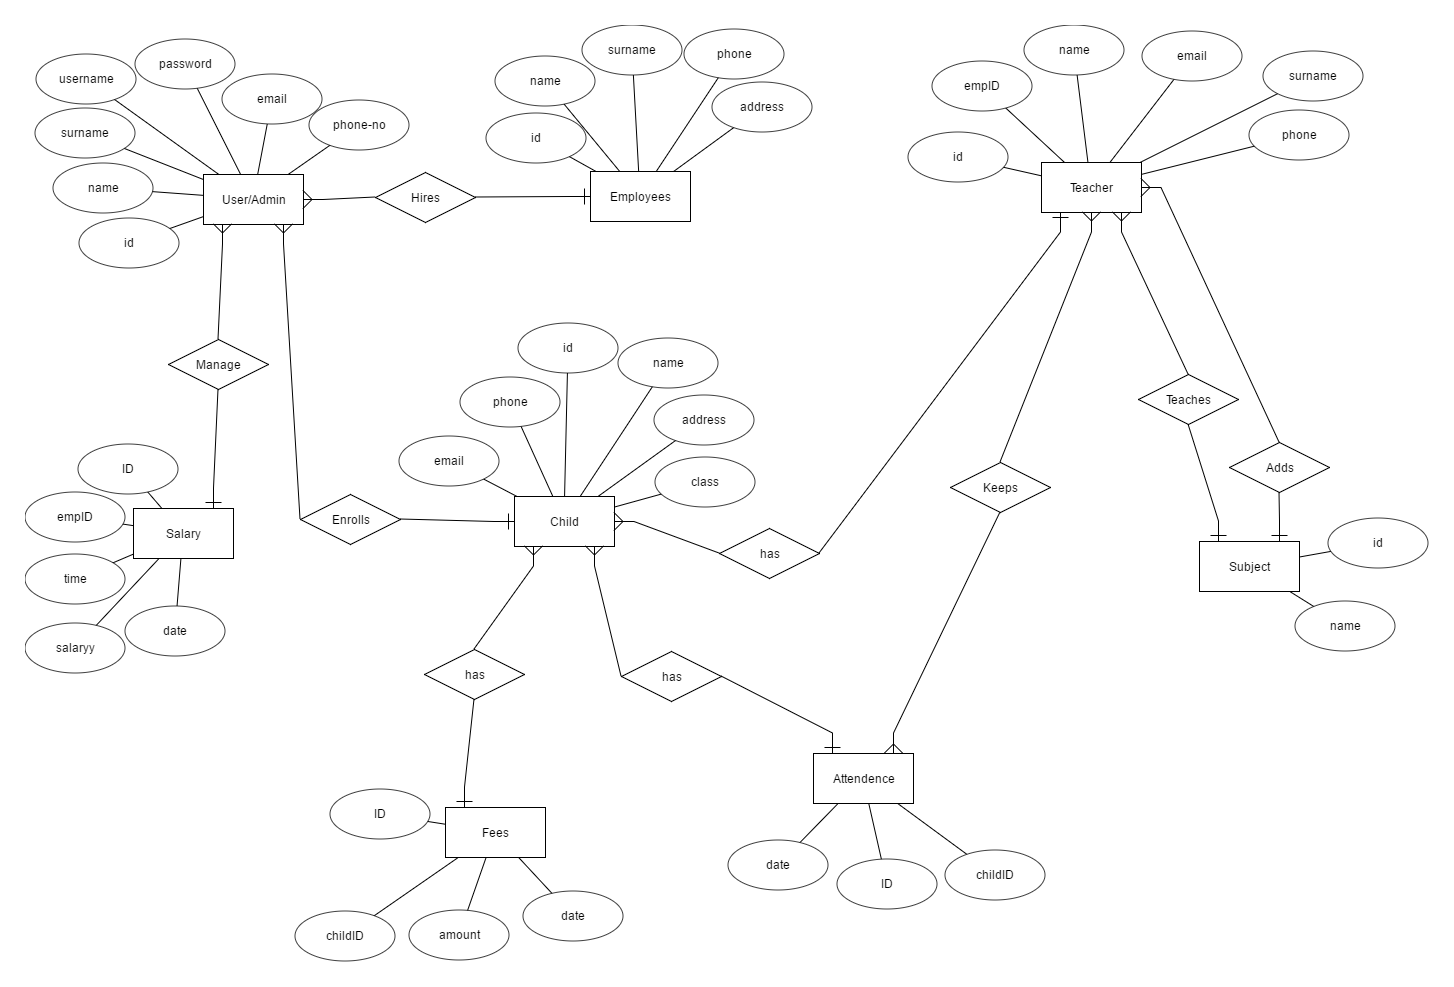 username
password
email
phone-no
surname
name
id
User/Admin
Hires
name
surname
phone
address
id
Employees
empID
name
email
surname
phone
id
Teacher
Manage
Enrolls
Teaches
Adds
Keeps
ID
empID
time
salaryy
date
Salary
email
phone
id
name
address
class
Child
has
Subject
id
name
has
has
ID
Fees
childID
amount
date
Attendence
date
ID
childID